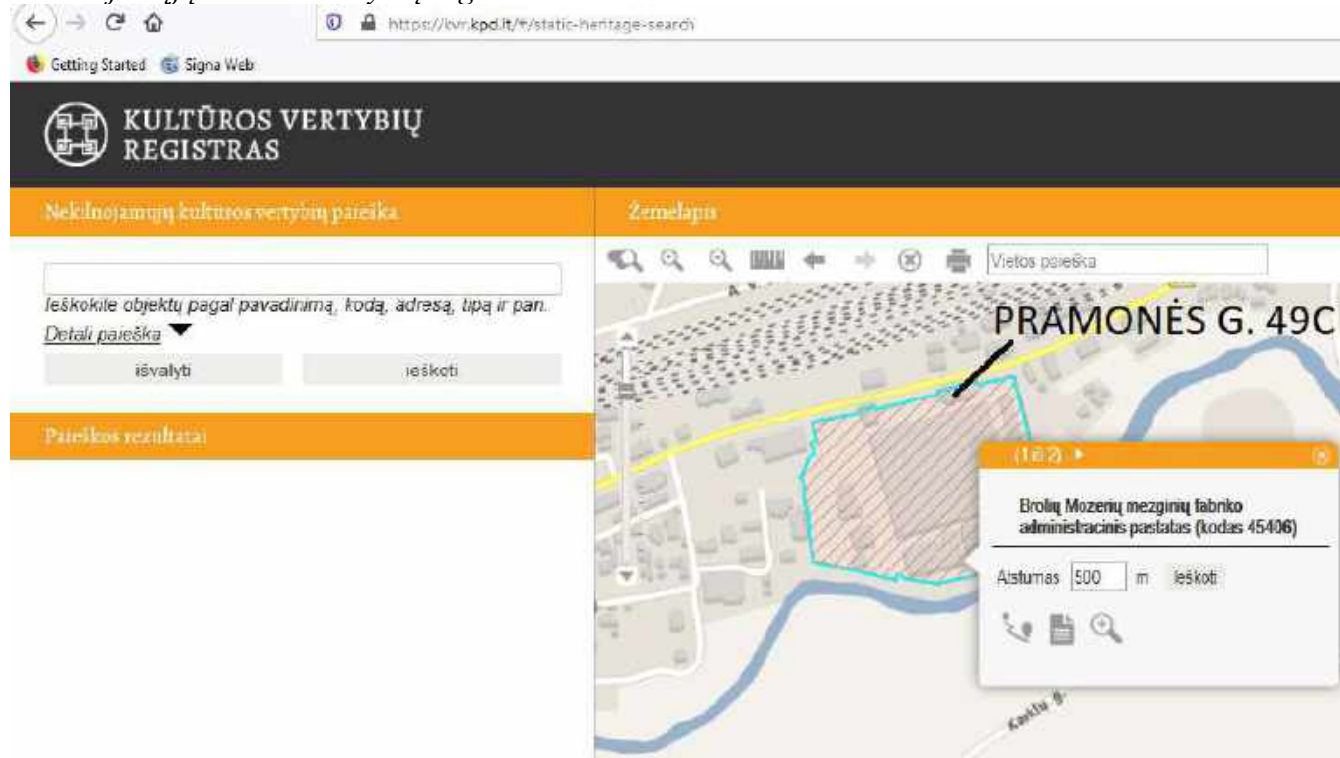 https://kvr.kpd.lt/#/static-heritage-search
Getting Started Signa Web
KULTŪROS VERTYBIŲ
REGISTRAS
Nekilnojamųjų kultūros vertybių paieška
Žemėlapis
Vietos paieška
Ieškokite objektų pagal pavadinimą, kodą, adresą, tipą ir pan.
Detali paieška
išvalyti
ieškoti
PRAMONĖS G. 49C
Paieškos rezultatai
(1 iš 2)
Brolių Mozerių mezginių fabriko
administracinis pastatas (kodas 45406)
Atstumas 500 m ieškoti
Karklų g.